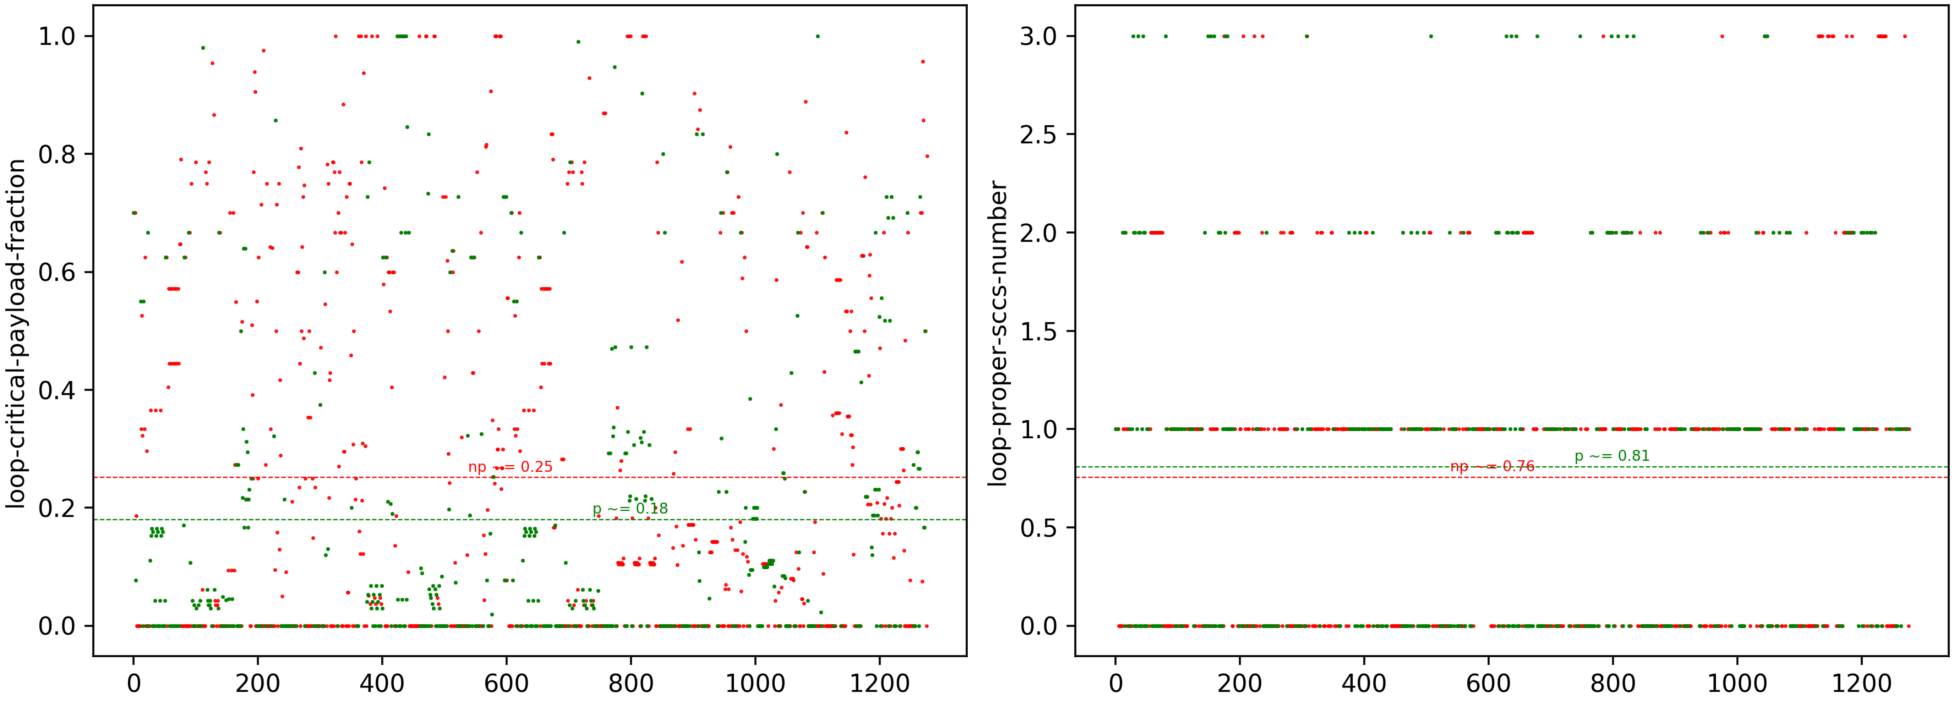 loop-critical-payload-fraction
1.0
0.8
0.6
0.4
0.2
0.0
np ~= 0.25
p ~= 0.18
0 200 400 600 800 1000 1200
loop-proper-sccs-number
3.0
2.5
2.0
1.5
1.0
0.5
0.0
p ~= 0.81
np ~= 0.76
0 200 400 600 800 1000 1200